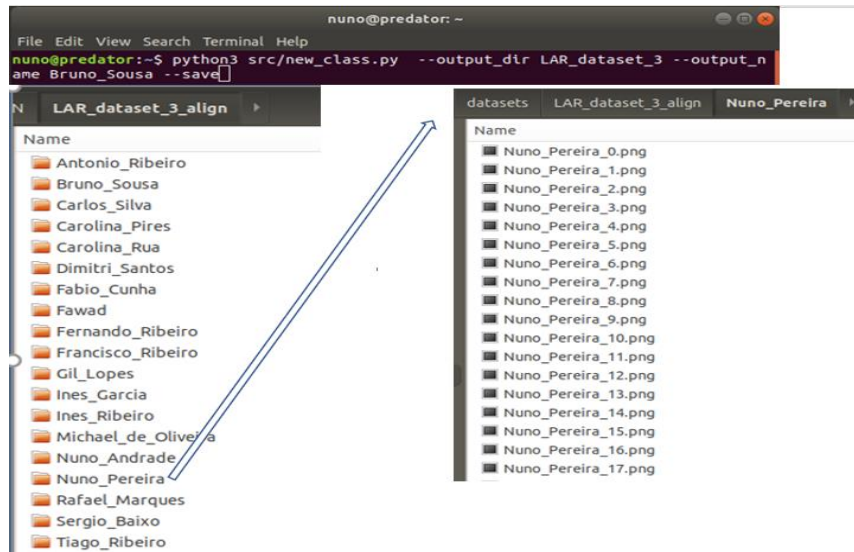 nuno@predator: ~
File Edit View Search Terminal Help
nuno@predator:~$ python3 src/new_class.py --output_dir LAR_dataset_3 --output_n
ame Bruno_Sousa --save
N LAR_dataset_3_align
Name
Antonio_Ribeiro
Bruno_Sousa
Carlos_Silva
Carolina_Pires
Carolina_Rua
Dimitri_Santos
Fabio_Cunha
Fawad
Fernando_Ribeiro
Francisco_Ribeiro
Gil_Lopes
Ines_Garcia
Ines_Ribeiro
Michael_de_Oliveira
Nuno_Andrade
Nuno_Pereira
Rafael_Marques
Sergio_Baixo
Tiago_Ribeiro
datasets LAR_dataset_3_align Nuno_Pereira
Name
Nuno_Pereira_0.png
Nuno_Pereira_1.png
Nuno_Pereira_2.png
Nuno_Pereira_3.png
Nuno_Pereira_4.png
Nuno_Pereira_5.png
Nuno_Pereira_6.png
Nuno_Pereira_7.png
Nuno_Pereira_8.png
Nuno_Pereira_9.png
Nuno_Pereira_10.png
Nuno_Pereira_11.png
Nuno_Pereira_12.png
Nuno_Pereira_13.png
Nuno_Pereira_14.png
Nuno_Pereira_15.png
Nuno_Pereira_16.png
Nuno_Pereira_17.png